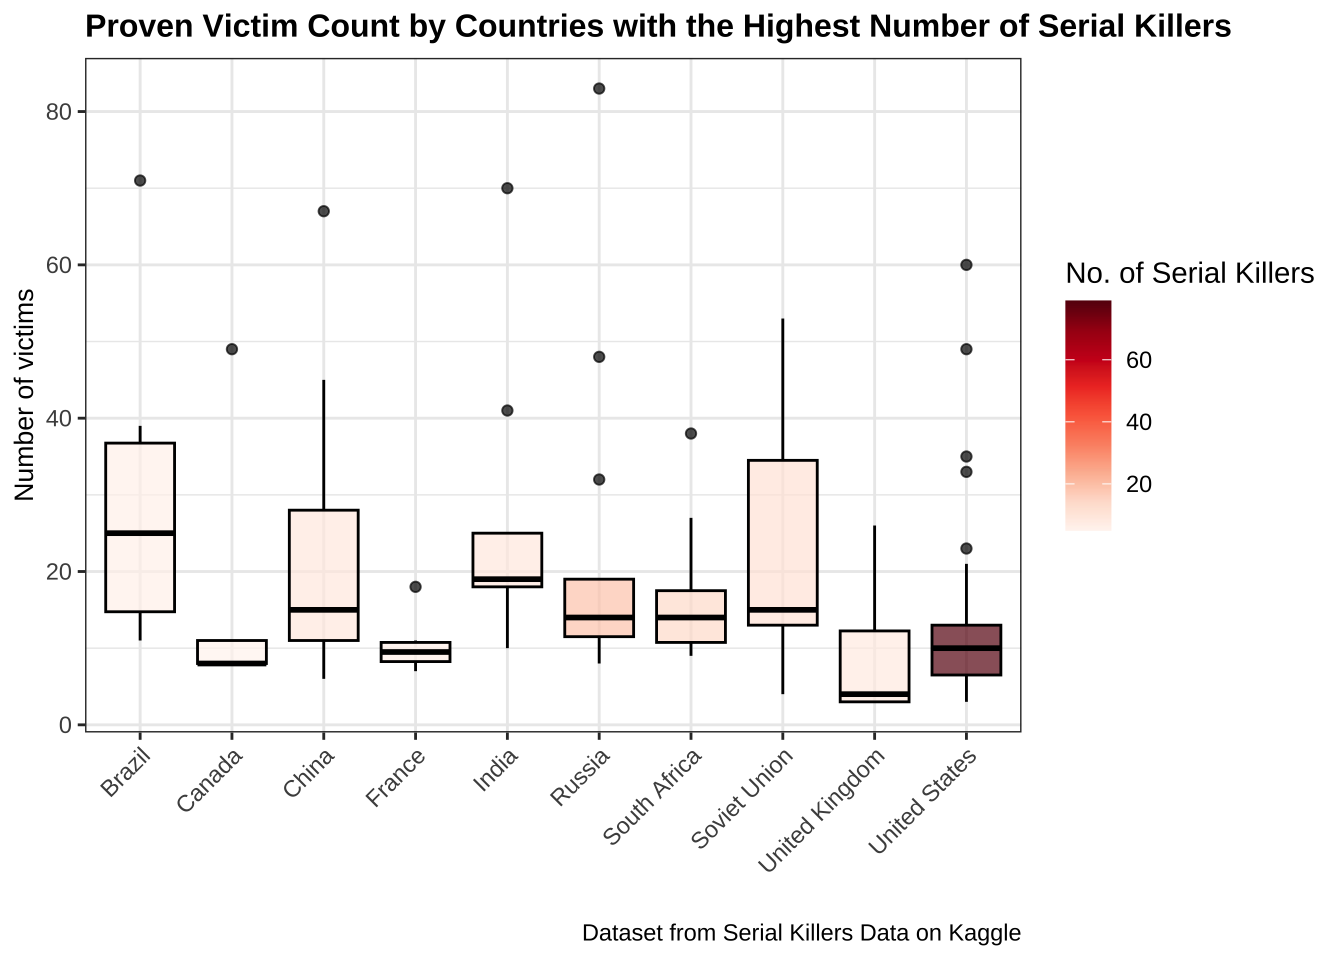 Proven Victim Count by Countries with the Highest Number of Serial Killers
Number of victims
80
60
40
20
0
Brazil
Canada
China
France
India
Russia
South Africa
Soviet Union
United Kingdom
United States
No. of Serial Killers
60
40
20
Dataset from Serial Killers Data on Kaggle